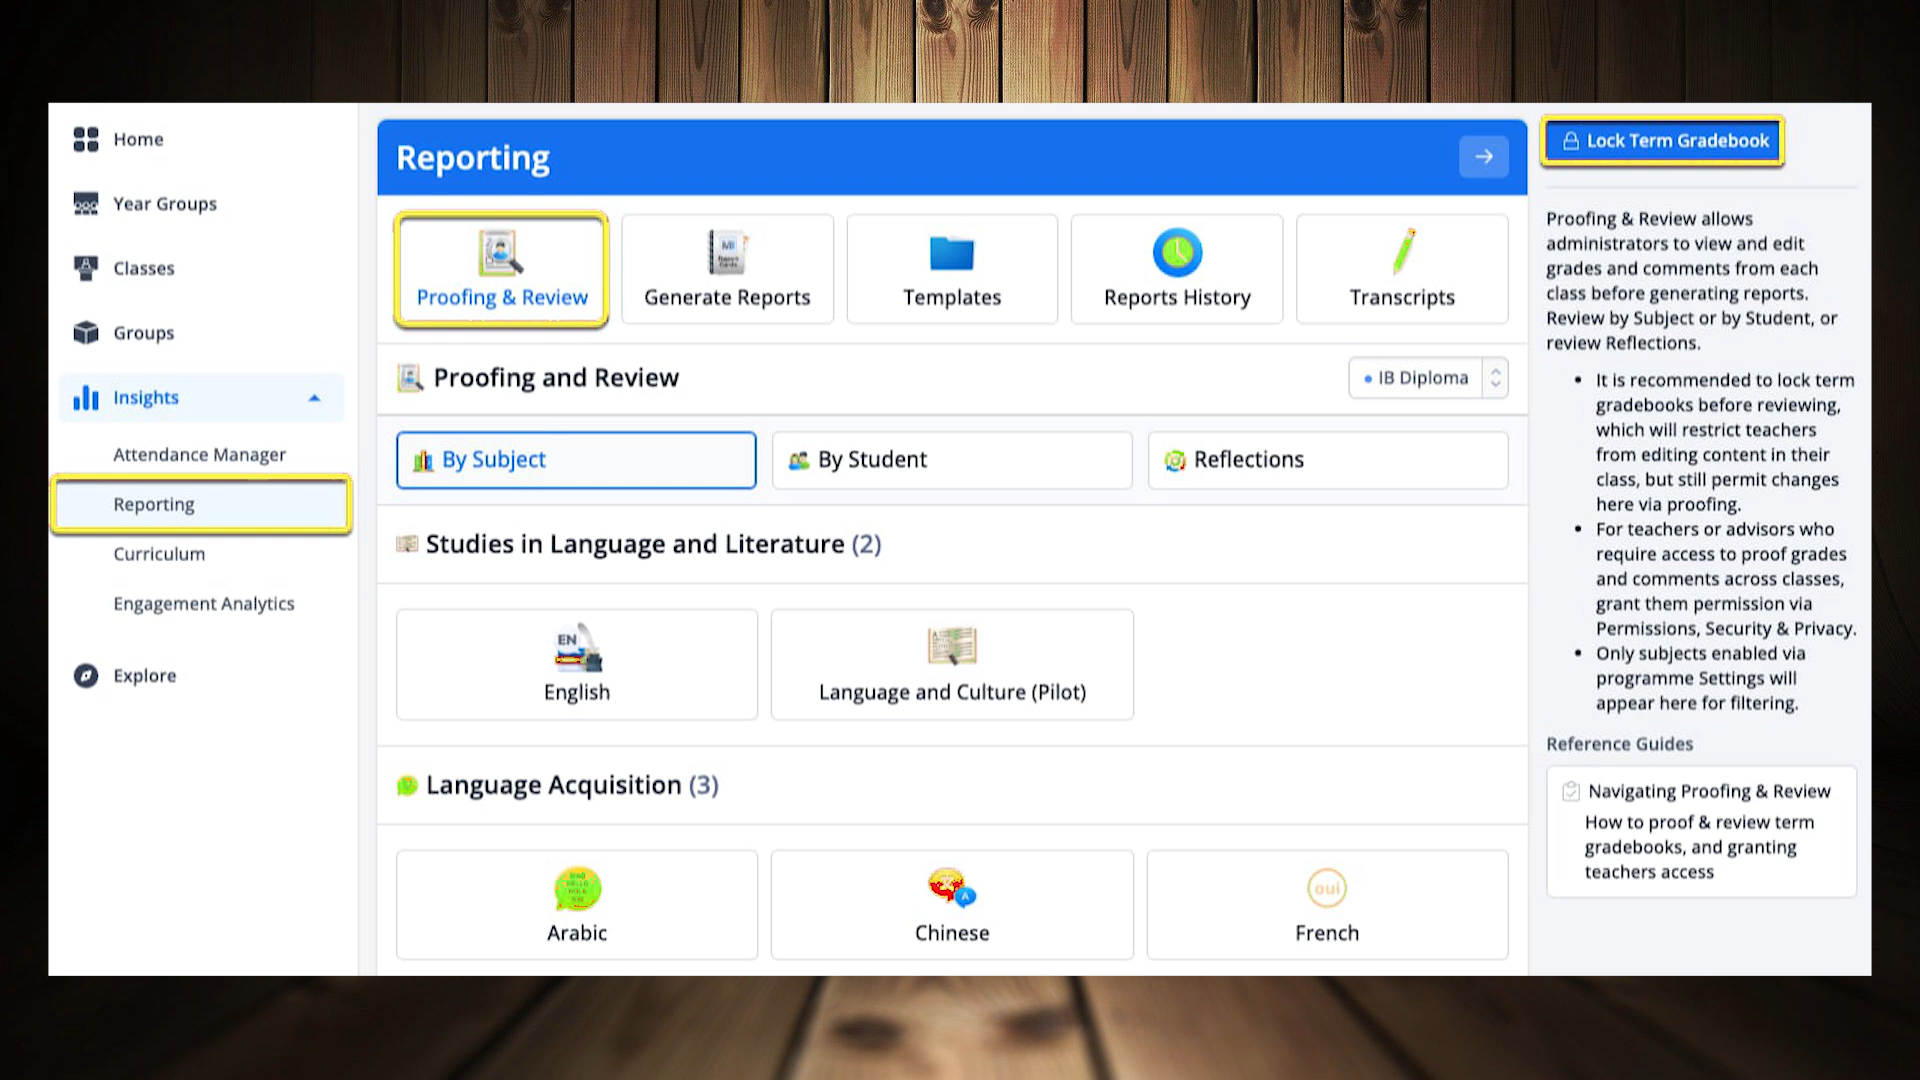 Home
Year Groups
Classes
Groups
Insights
Attendance Manager
Reporting
Curriculum
Engagement Analytics
Explore
Reporting
Proofing & Review
Generate Reports
Templates
Reports History
Transcripts
Proofing and Review
IB Diploma
By Subject
By Student
Reflections
Studies in Language and Literature (2)
EN
English
Language and Culture (Pilot)
Language Acquisition (3)
Arabic
Chinese
oui
French
Lock Term Gradebook
Proofing & Review allows
administrators to view and edit
grades and comments from each
class before generating reports.
Review by Subject or by Student, or
review Reflections.
It is recommended to lock term
gradebooks before reviewing,
which will restrict teachers
from editing content in their
class, but still permit changes
here via proofing.
For teachers or advisors who
require access to proof grades
and comments across classes,
grant them permission via
Permissions, Security & Privacy.
Only subjects enabled via
programme Settings will
appear here for filtering.
Reference Guides
Navigating Proofing & Review
How to proof & review term
gradebooks, and granting
teachers access